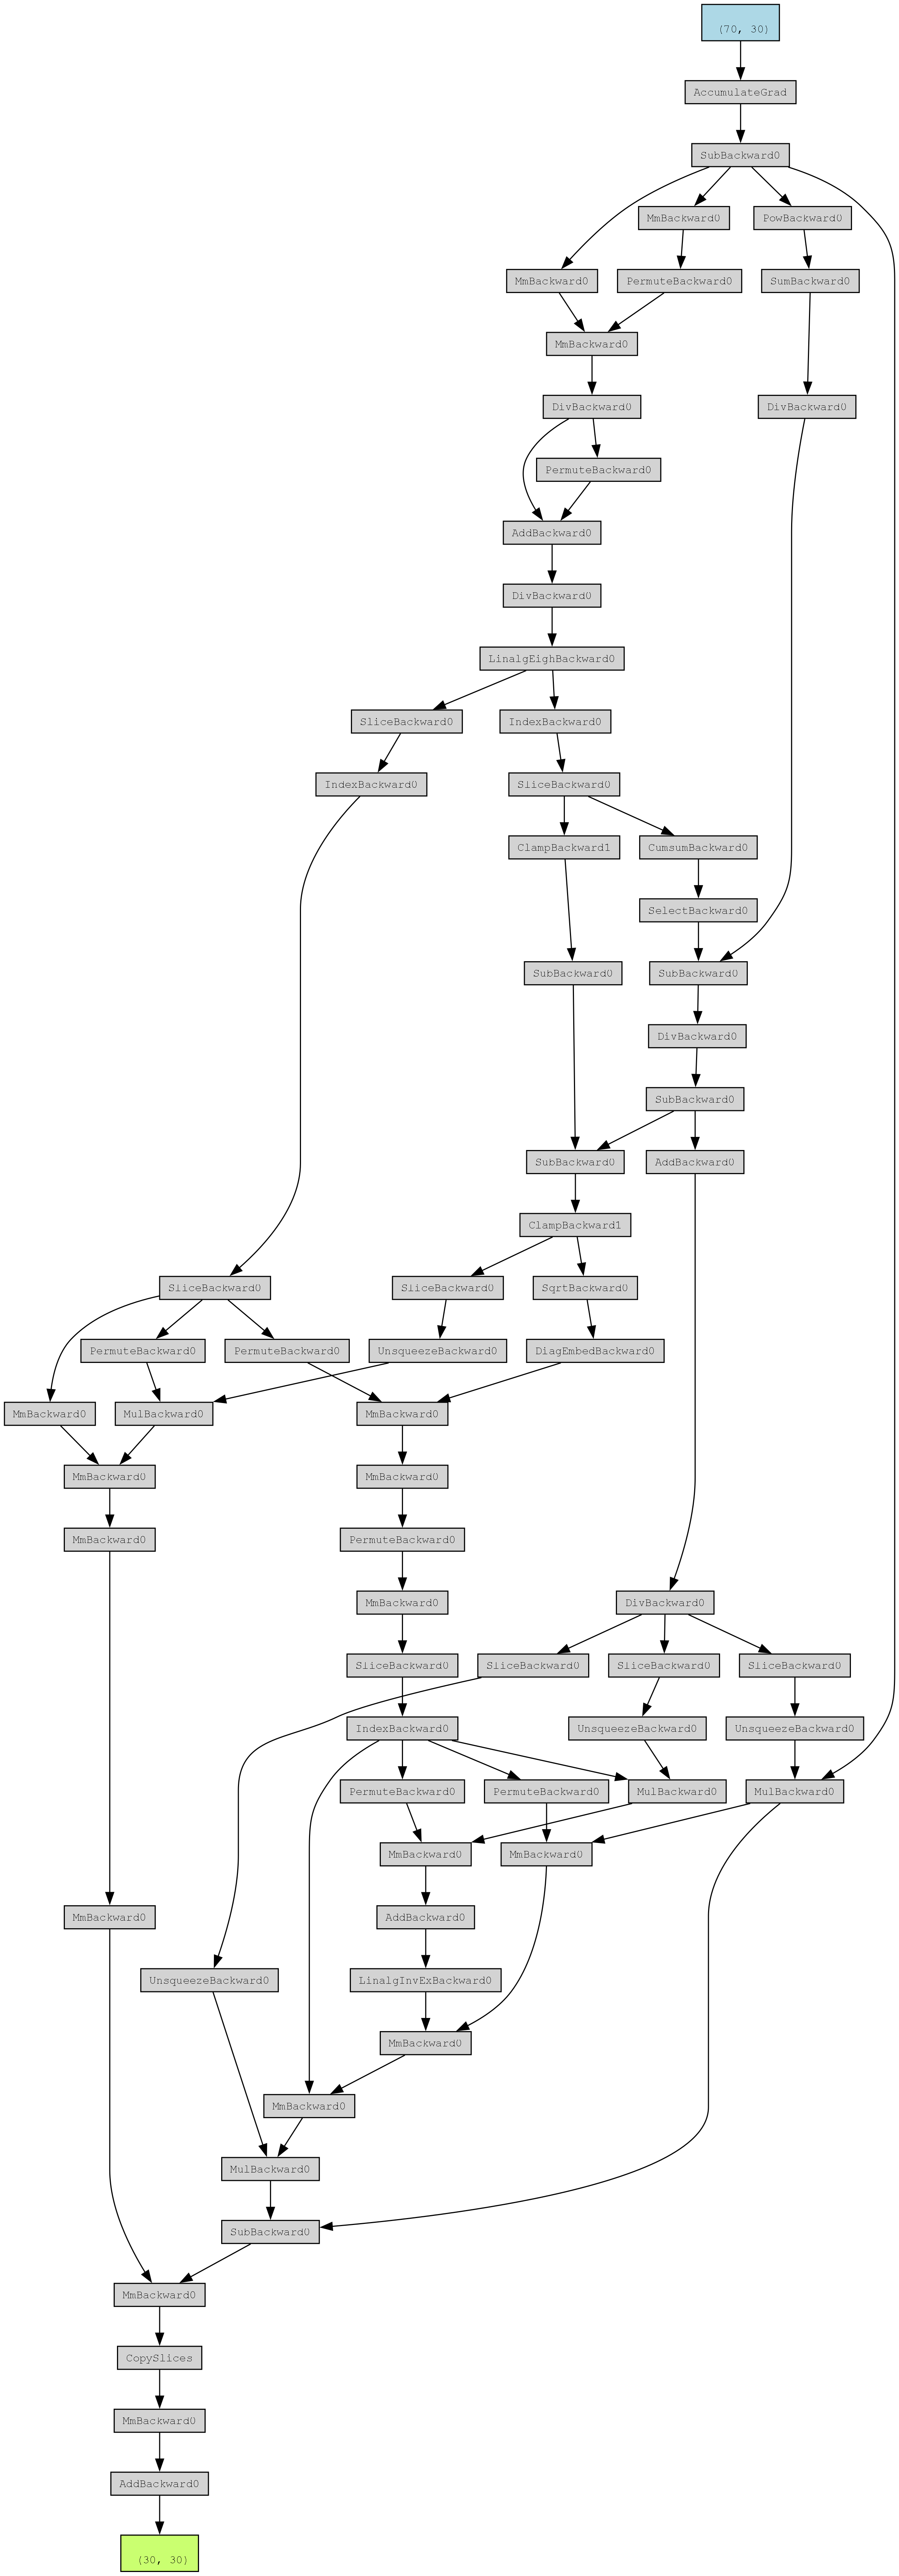 (70, 30)
AccumulateGrad
SubBackward0
MmBackward0
PowBackward0
MmBackward0
PermuteBackward0
SumBackward0
MmBackward0
DivBackward0
DivBackward0
PermuteBackward0
AddBackward0
DivBackward0
LinalgEighBackward0
SliceBackward0
IndexBackward0
IndexBackward0
SliceBackward0
ClampBackward1
CumsumBackward0
SelectBackward0
SubBackward0
SubBackward0
DivBackward0
SubBackward0
SubBackward0
AddBackward0
ClampBackward1
SliceBackward0
SliceBackward0
SqrtBackward0
PermuteBackward0
PermuteBackward0
UnsqueezeBackward0
DiagEmbedBackward0
MmBackward0
MulBackward0
MmBackward0
MmBackward0
MmBackward0
MmBackward0
PermuteBackward0
MmBackward0
DivBackward0
SliceBackward0
SliceBackward0
SliceBackward0
SliceBackward0
IndexBackward0
UnsqueezeBackward0
UnsqueezeBackward0
PermuteBackward0
PermuteBackward0
MulBackward0
MulBackward0
MmBackward0
MmBackward0
MmBackward0
AddBackward0
UnsqueezeBackward0
LinalgInvExBackward0
MmBackward0
MmBackward0
MulBackward0
SubBackward0
MmBackward0
CopySlices
MmBackward0
AddBackward0
(30, 30)